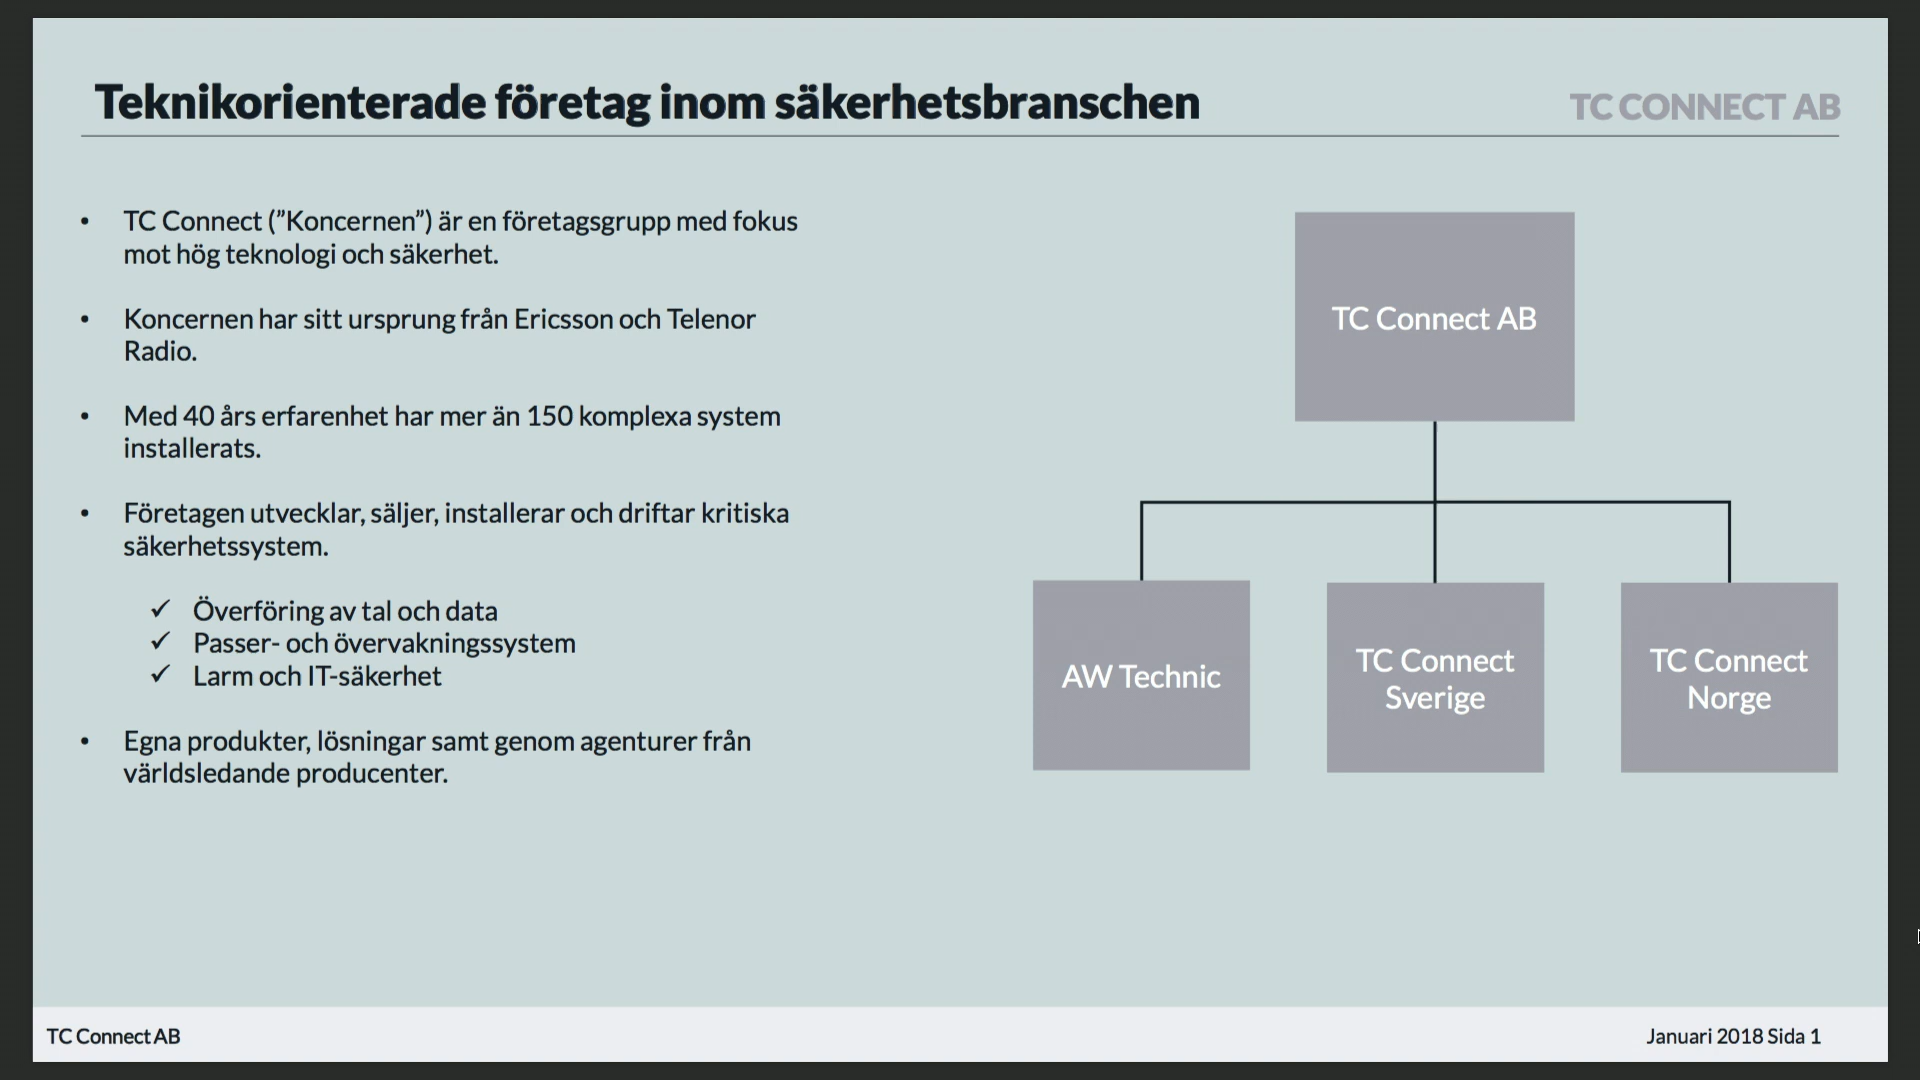 Teknikorienterade företag inom säkerhetsbranschen
TC CONNECT AB
• TC Connect (”Koncernen”) är en företagsgrupp med fokus
mot hög teknologi och säkerhet.
• Koncernen har sitt ursprung från Ericsson och Telenor
Radio.
• Med 40 års erfarenhet har mer än 150 komplexa system
installerats.
• Företagen utvecklar, säljer, installerar och driftar kritiska
säkerhetssystem.
✓ Överföring av tal och data
✓ Passer- och övervakningssystem
✓ Larm och IT-säkerhet
• Egna produkter, lösningar samt genom agenturer från
världsledande producenter.
TC Connect AB
AW Technic
TC Connect
Sverige
TC Connect
Norge
TC Connect AB
Januari 2018 Sida 1